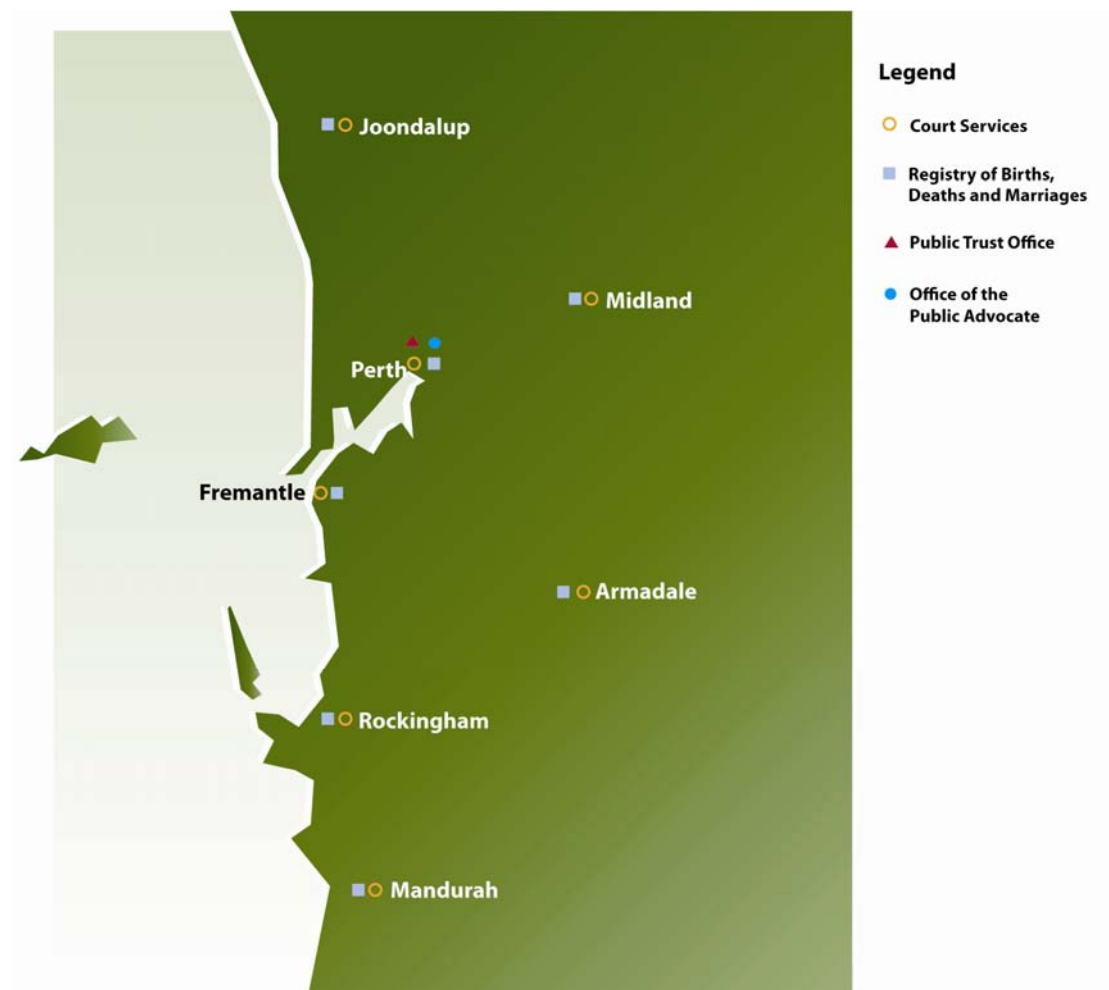 Legend
Court Services
Registry of Births,
Deaths and Marriages
Public Trust Office
Office of the
Public Advocate
Joondalup
Midland
Perth
Fremantle
Armadale
Rockingham
Mandurah